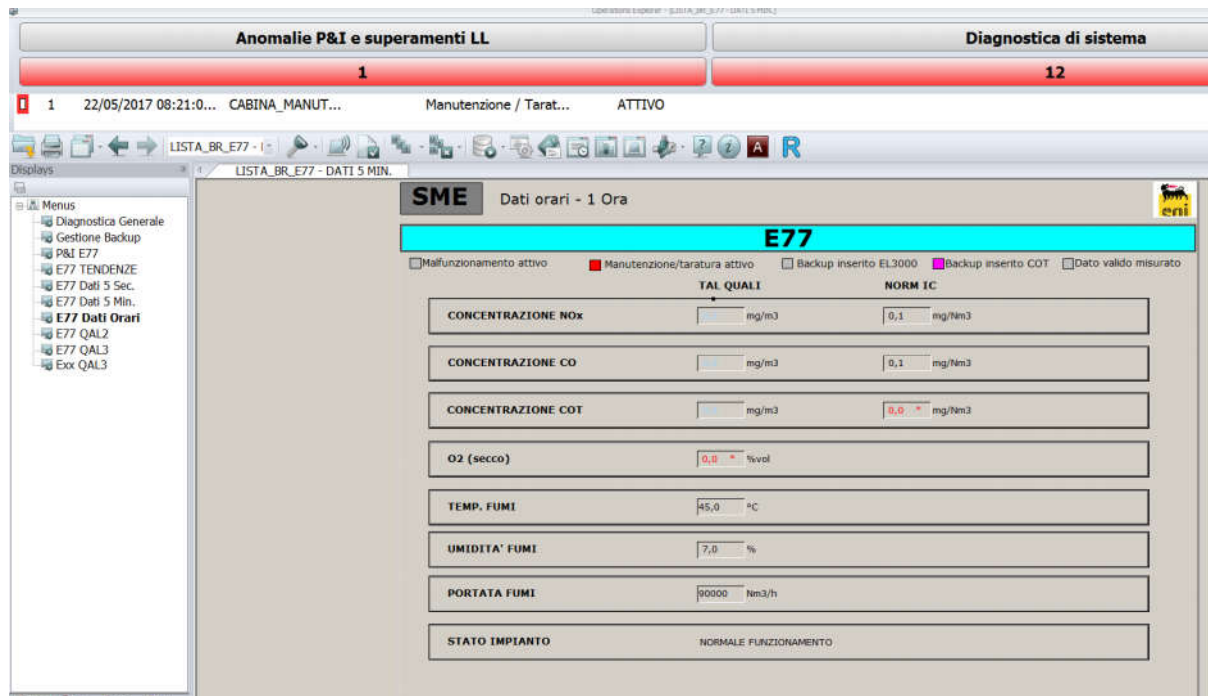 Operations Explorer - [LISTA_BR_E77 - DATI 5 MIN.]
Anomalie P&I e superamenti LL Diagnostica di sistema
1 12
1 22/05/2017 08:21:0... CABINA_MANUT... Manutenzione / Tarat... ATTIVO
LISTA_BR_E77 - A R
Displays LISTA_BR_E77 - DATI 5 MIN.
Menus
Diagnostica Generale
Gestione Backup
P&I E77
E77 TENDENZE
E77 Dati 5 Sec.
E77 Dati 5 Min.
E77 Dati Orari
E77 QAL2
E77 QAL3
Exx QAL3
SME Dati orari - 1 Ora eni
E77
Malfunzionamento attivo Manutenzione/taratura attivo Backup inserito EL3000 Backup inserito COT Dato valido misurato
TAL QUALI NORM IC
CONCENTRAZIONE NOx mg/m3 0,1 mg/Nm3
CONCENTRAZIONE CO mg/m3 0,1 mg/Nm3
CONCENTRAZIONE COT mg/m3 0,0 * mg/Nm3
O2 (secco) 0,0 * %vol
TEMP. FUMI 45,0 °C
UMIDITA' FUMI 7,0 %
PORTATA FUMI 90000 Nm3/h
STATO IMPIANTO NORMALE FUNZIONAMENTO